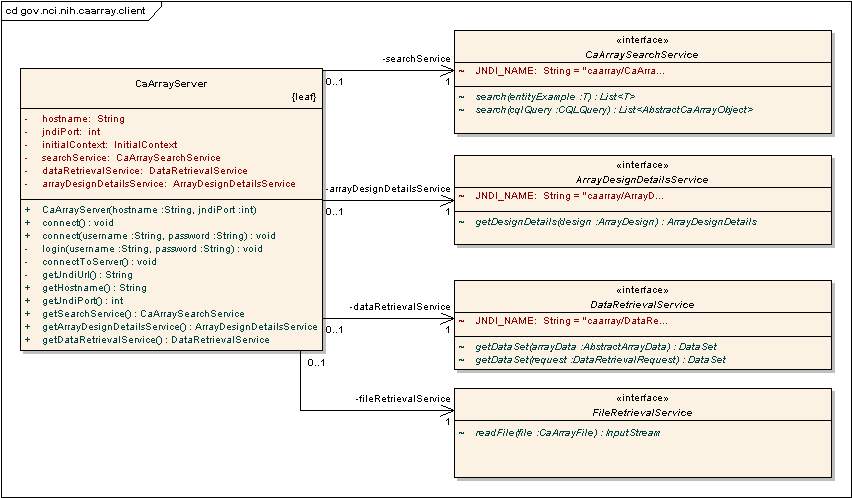 cd gov.nci.nih.caarray.client
CaArrayServer
{leaf}
- hostname: String
- jndiPort: int
- initialContext: InitialContext
- searchService: CaArraySearchService
- dataRetrievalService: DataRetrievalService
- arrayDesignDetailsService: ArrayDesignDetailsService
+ CaArrayServer(hostname :String, jndiPort :int)
+ connect() : void
+ connect(username :String, password :String) : void
- login(username :String, password :String) : void
- connectToServer() : void
- getJndiUrl() : String
+ getHostname() : String
+ getJndiPort() : int
+ getSearchService() : CaArraySearchService
+ getArrayDesignDetailsService() : ArrayDesignDetailsService
+ getDataRetrievalService() : DataRetrievalService
-searchService
0..1
1
«interface»
CaArraySearchService
~ JNDI_NAME: String = "caarray/CaArra...
~ search(entityExample :T) : List<T>
~ search(cqlQuery :CQLQuery) : List<AbstractCaArrayObject>
-arrayDesignDetailsService
0..1
1
«interface»
ArrayDesignDetailsService
~ JNDI_NAME: String = "caarray/ArrayD...
~ getDesignDetails(design :ArrayDesign) : ArrayDesignDetails
-dataRetrievalService
0..1
1
«interface»
DataRetrievalService
~ JNDI_NAME: String = "caarray/DataRe...
~ getDataSet(arrayData :AbstractArrayData) : DataSet
~ getDataSet(request :DataRetrievalRequest) : DataSet
0..1
-fileRetrievalService
1
«interface»
FileRetrievalService
~ readFile(file :CaArrayFile) : InputStream